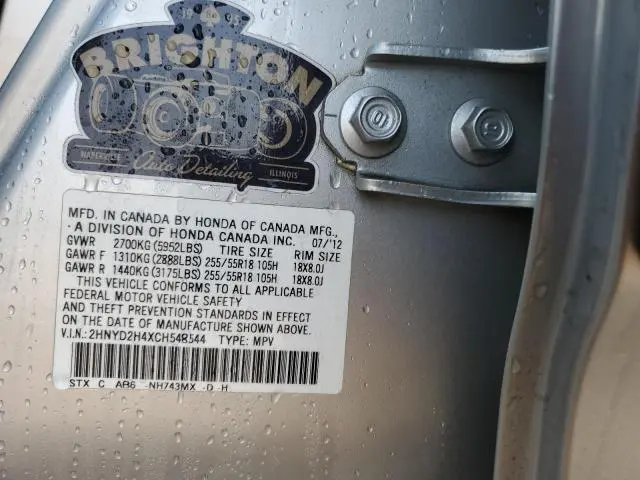 19 95
BRIGHTON
NAPERVILLE Auto Detailing ILLINOIS
MFD. IN CANADA BY HONDA OF CANADA MFG.,
A DIVISION OF HONDA CANADA INC. 07/'12
GVWR 2700KG(5952LBS) TIRE SIZE RIM SIZE
GAWR F 1310KG(2888LBS) 255/55R18 105H 18X8.0J
GAWR R 1440KG(3175LBS) 255/55R18 105H 18X8.0J
THIS VEHICLE CONFORMS TO ALL APPLICABLE
FEDERAL MOTOR VEHICLE SAFETY
AND THEFT PREVENTION STANDARDS IN EFFECT
ON THE DATE OF MANUFACTURE SHOWN ABOVE.
V.I.N.: 2HNYD2H4XCH548544 TYPE: MPV
STX C AB6 -NH743MX -D -H